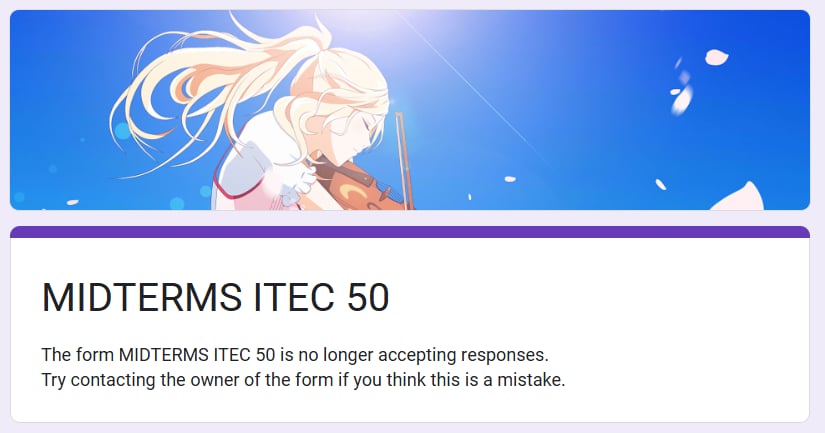 MIDTERMS ITEC 50
The form MIDTERMS ITEC 50 is no longer accepting responses.
Try contacting the owner of the form if you think this is a mistake.